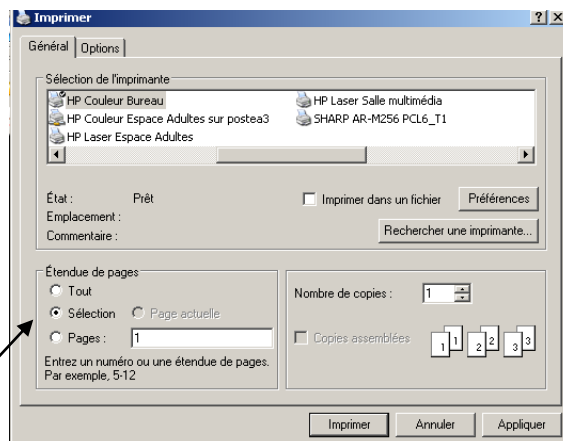 Imprimer
Général Options
Sélection de l'imprimante
HP Couleur Bureau HP Laser Salle multimédia
HP Couleur Espace Adultes sur postea3 SHARP AR-M256 PCL6_T1
HP Laser Espace Adultes
État : Prêt Imprimer dans un fichier Préférences
Emplacement :
Commentaire : Rechercher une imprimante...
Étendue de pages
Tout
Nombre de copies : 1
Sélection Page actuelle
Pages : 1
Copies assemblées 1 1 2 2 3 3
Entrez un numéro ou une étendue de pages.
Par exemple, 5-12
Imprimer Annuler Appliquer